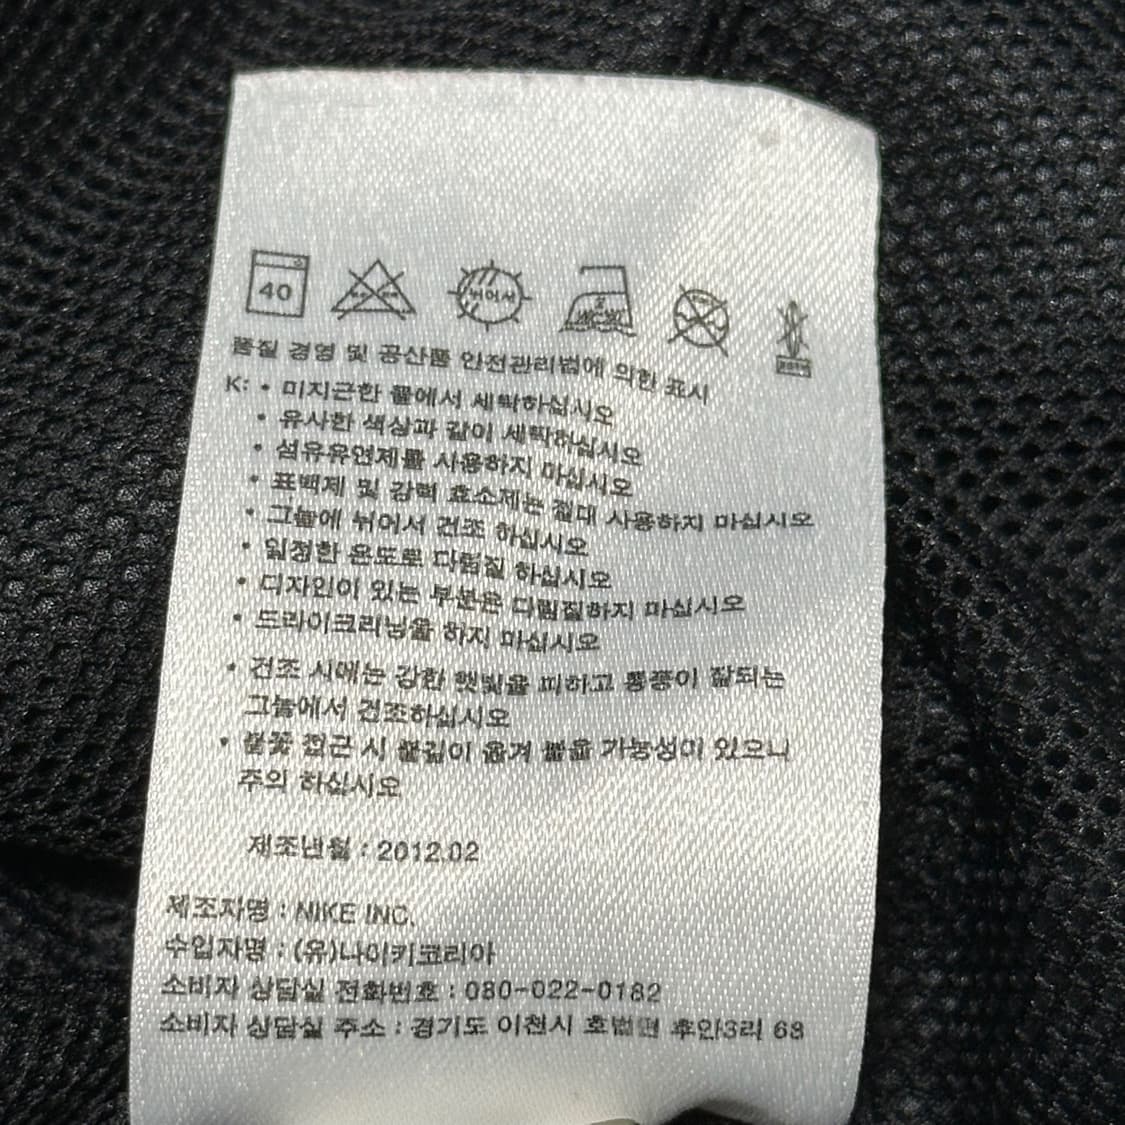 40
뉘어서
품질 경영 및 공산품 안전관리법에 의한 표시
K: • 미지근한 물에서 세탁하십시오
• 유사한 색상과 같이 세탁하십시오
• 섬유유연제를 사용하지 마십시오
• 표백제 및 강력 효소제는 절대 사용하지 마십시오
• 그늘에 뉘어서 건조 하십시오
• 일정한 온도로 다림질 하십시오
• 디자인이 있는 부분은 다림질하지 마십시오
• 드라이크리닝을 하지 마십시오
• 건조 시에는 강한 햇빛을 피하고 통풍이 잘되는
그늘에서 건조하십시오
• 불꽃 접근 시 불길이 옮겨 붙을 가능성이 있으니
주의 하십시오
제조년월 : 2012.02
제조자명 : NIKE INC.
수입자명 : (유)나이키코리아
소비자 상담실 전화번호 : 080-022-0182
소비자 상담실 주소 : 경기도 이천시 호법면 후안3리 68